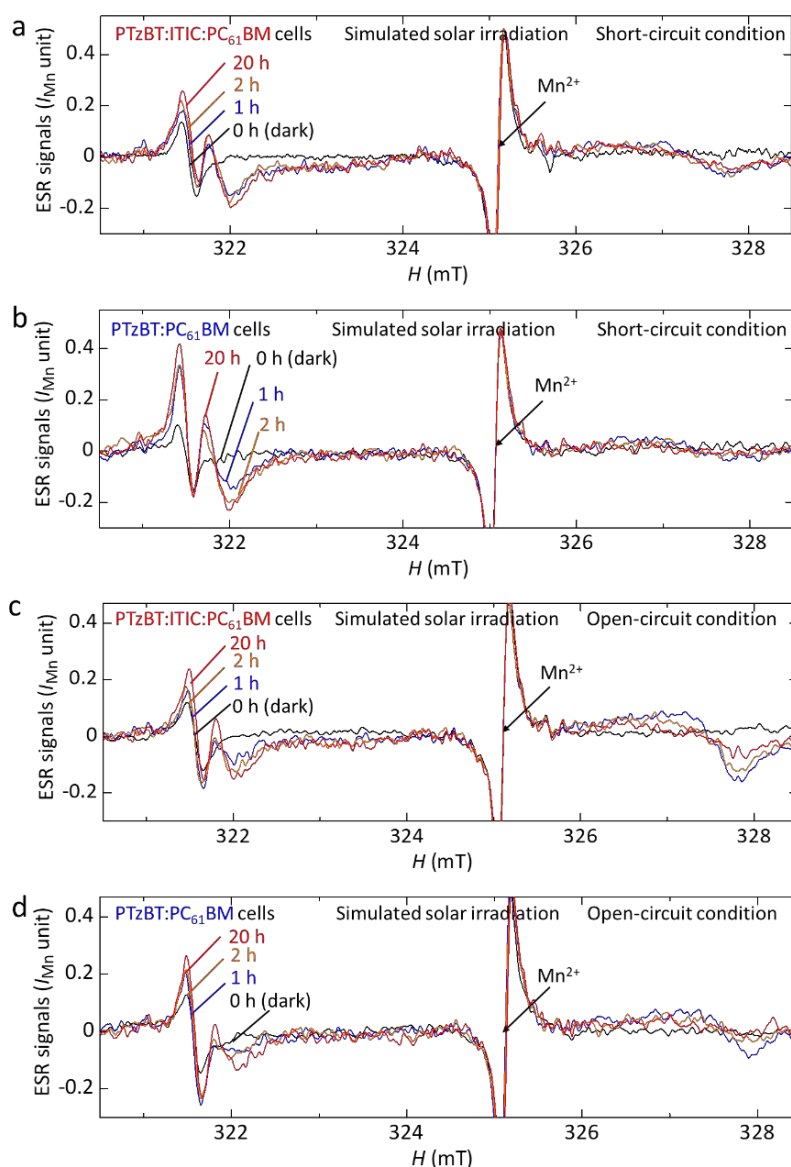 a
PTzBT:ITIC:PC₆₁BM cells Simulated solar irradiation Short-circuit condition
20 h
2 h
1 h
0 h (dark)
Mn²⁺
0.4
0.2
0
-0.2
ESR signals (I_Mn unit)
322 324 326 328
H (mT)
b
PTzBT:PC₆₁BM cells Simulated solar irradiation Short-circuit condition
0 h (dark)
20 h
1 h
2 h
Mn²⁺
0.4
0.2
0
-0.2
ESR signals (I_Mn unit)
322 324 326 328
H (mT)
c
PTzBT:ITIC:PC₆₁BM cells Simulated solar irradiation Open-circuit condition
20 h
2 h
1 h
0 h (dark)
Mn²⁺
0.4
0.2
0
-0.2
ESR signals (I_Mn unit)
322 324 326 328
H (mT)
d
PTzBT:PC₆₁BM cells Simulated solar irradiation Open-circuit condition
20 h
2 h
1 h
0 h (dark)
Mn²⁺
0.4
0.2
0
-0.2
ESR signals (I_Mn unit)
322 324 326 328
H (mT)